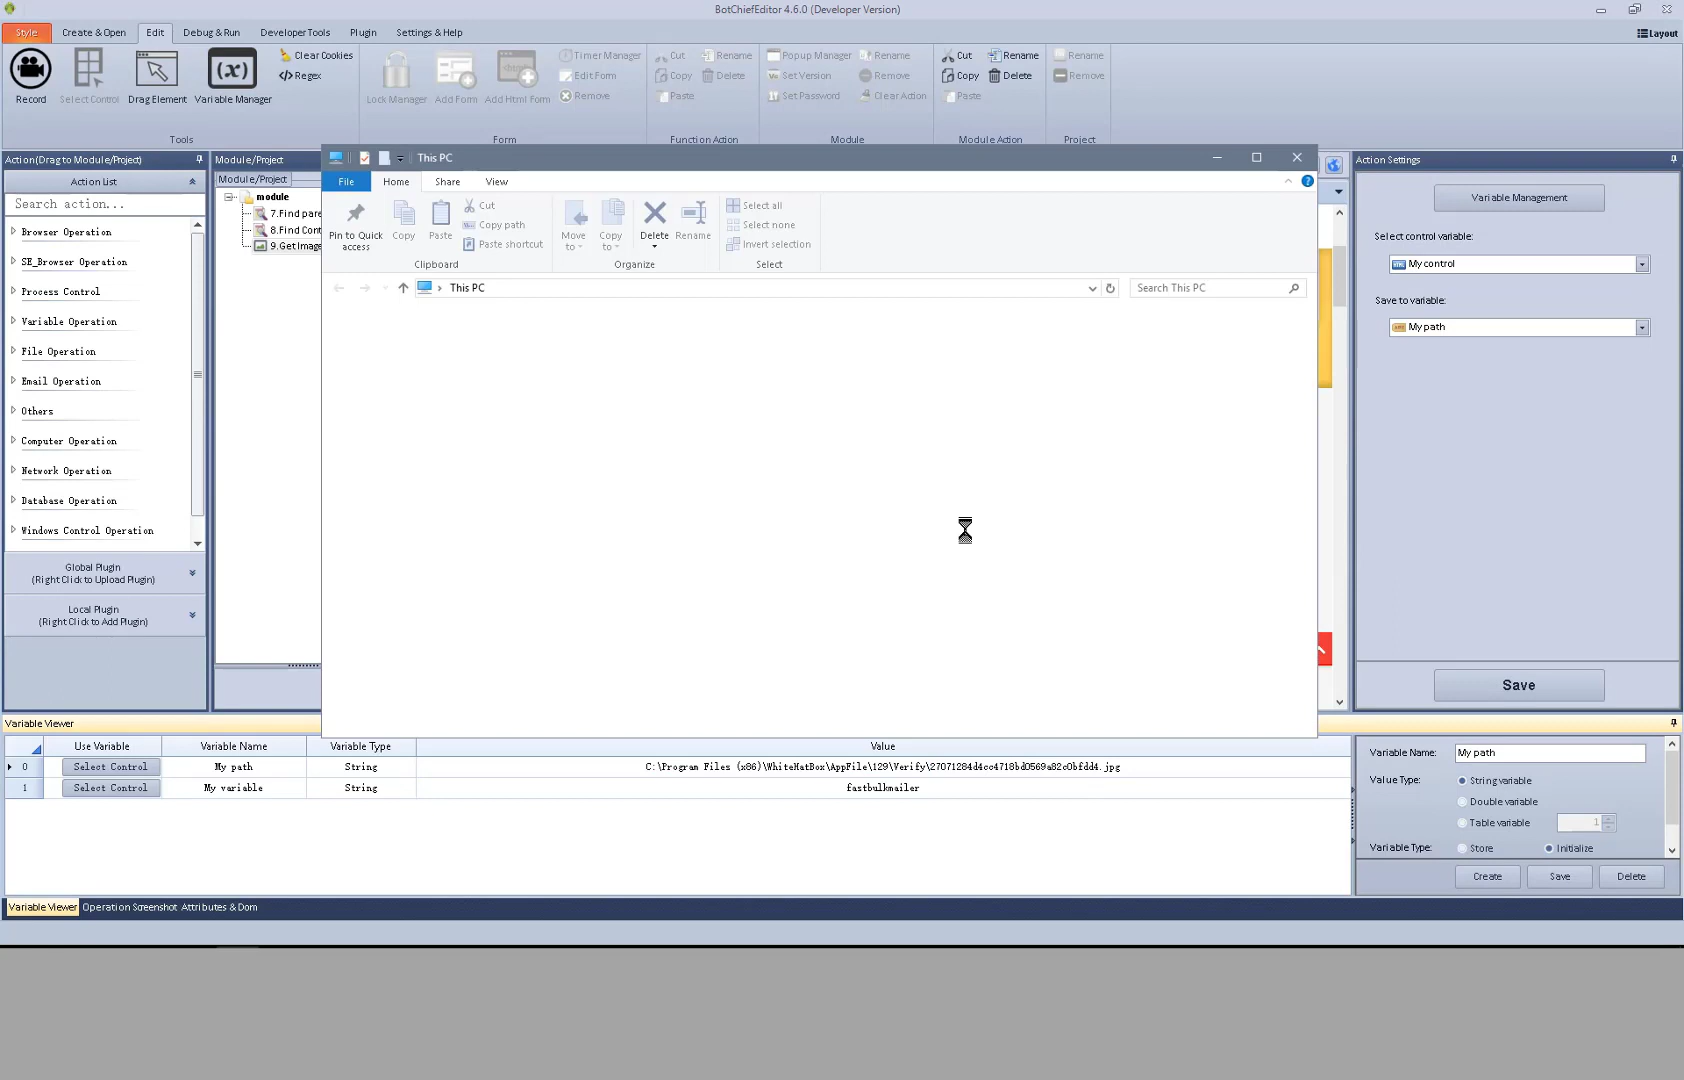 BotChiefEditor 4.6.0 (Developer Version)
Style Create & Open Edit Debug & Run Developer Tools Plugin Settings & Help Layout
Record
Select Control
Drag Element
Variable Manager
Clear Cookies
Regex
Tools
Lock Manager
Add Form
Add Html Form
Timer Manager
Edit Form
Remove
Form
Cut Rename
Copy Delete
Paste
Function Action
Popup Manager Rename
Set Version Remove
Set Password Clear Action
Module
Cut Rename
Copy Delete
Paste
Module Action
Rename
Remove
Project
Action(Drag to Module/Project)
Action List
Search action...
Browser Operation
SE_Browser Operation
Process Control
Variable Operation
File Operation
Email Operation
Others
Computer Operation
Network Operation
Database Operation
Windows Control Operation
Global Plugin
(Right Click to Upload Plugin)
Local Plugin
(Right Click to Add Plugin)
Module/Project
Module/Project
module
7.Find pare
8.Find Cont
9.GetImage
This PC
File Home Share View
Pin to Quick access
Copy
Paste
Cut
Copy path
Paste shortcut
Clipboard
Move to
Copy to
Delete
Rename
Organize
Select all
Select none
Invert selection
Select
This PC
Search This PC
Action Settings
Variable Management
Select control variable:
My control
Save to variable:
My path
Save
Variable Viewer
Use Variable Variable Name Variable Type Value
0 Select Control My path String C:\Program Files (x86)\WhiteHatBox\AppFile\129\Verify\27071284d4cc4718bd0569a82c0bfdd4.jpg
1 Select Control My variable String fastbulkmailer
Variable Name: My path
Value Type: String variable
Double variable
Table variable 1
Variable Type: Store Initialize
Create Save Delete
Variable Viewer Operation Screenshot Attributes & Dom